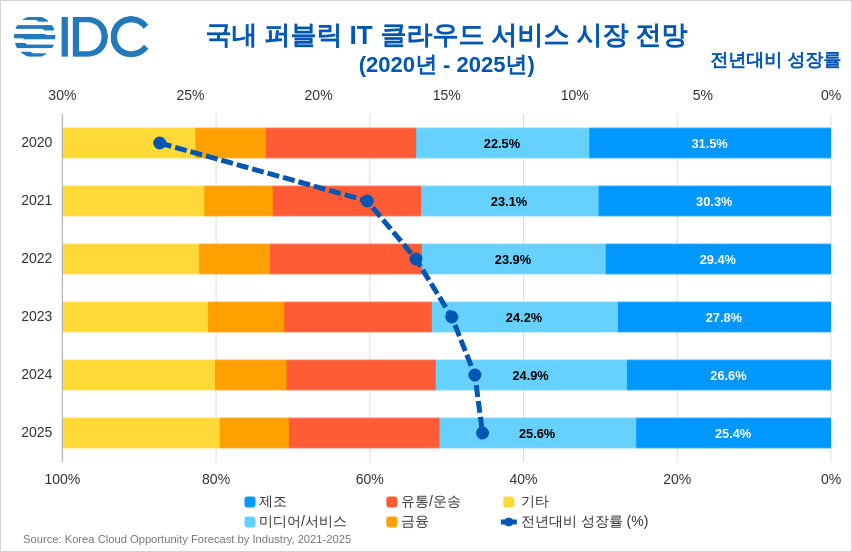 IDC
국내 퍼블릭 IT 클라우드 서비스 시장 전망
(2020년 - 2025년)
전년대비 성장률
30% 25% 20% 15% 10% 5% 0%
2020 22.5% 31.5%
2021 23.1% 30.3%
2022 23.9% 29.4%
2023 24.2% 27.8%
2024 24.9% 26.6%
2025 25.6% 25.4%
100% 80% 60% 40% 20% 0%
제조 유통/운송 기타
미디어/서비스 금융 전년대비 성장률 (%)
Source: Korea Cloud Opportunity Forecast by Industry, 2021-2025